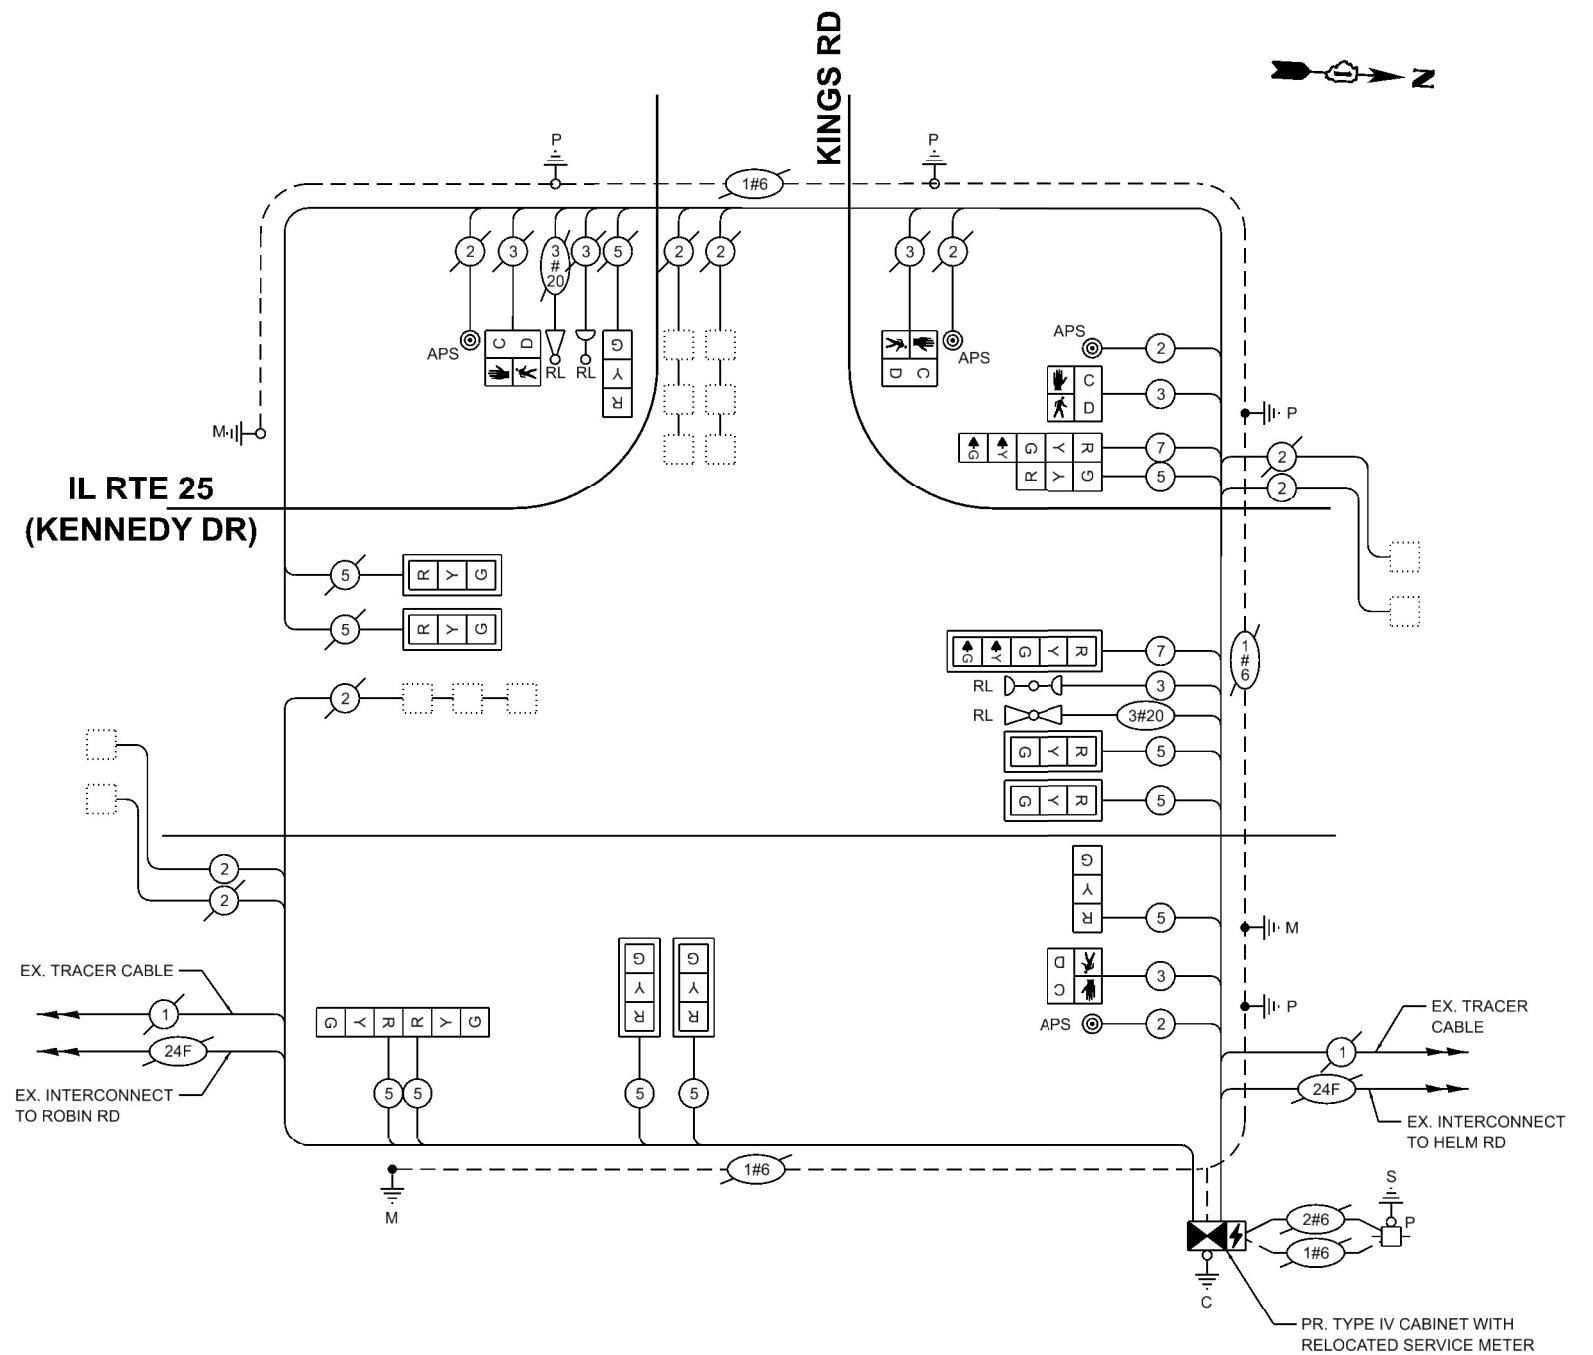 KINGS RD
N
P
P
1#6
2
3
3
#
20
3
5
2
2
3
2
APS
C D
RL
RL
G
Y
R
D C
APS
APS
2
C
D
3
P
M
G Y G Y R
7
R Y G
5
2
2
IL RTE 25
(KENNEDY DR)
5
R Y G
5
R Y G
G Y G Y R
7
1
#
6
RL
3
RL
3#20
2
G Y R
5
G Y R
5
2
2
G
Y
R
5
M
EX. TRACER CABLE
1
24F
EX. INTERCONNECT
TO ROBIN RD
G Y R R Y G
5
5
G
Y
R
5
G
Y
R
5
D
C
3
APS
2
P
EX. TRACER
CABLE
1
24F
EX. INTERCONNECT
TO HELM RD
1#6
M
S
P
2#6
1#6
C
PR. TYPE IV CABINET WITH
RELOCATED SERVICE METER